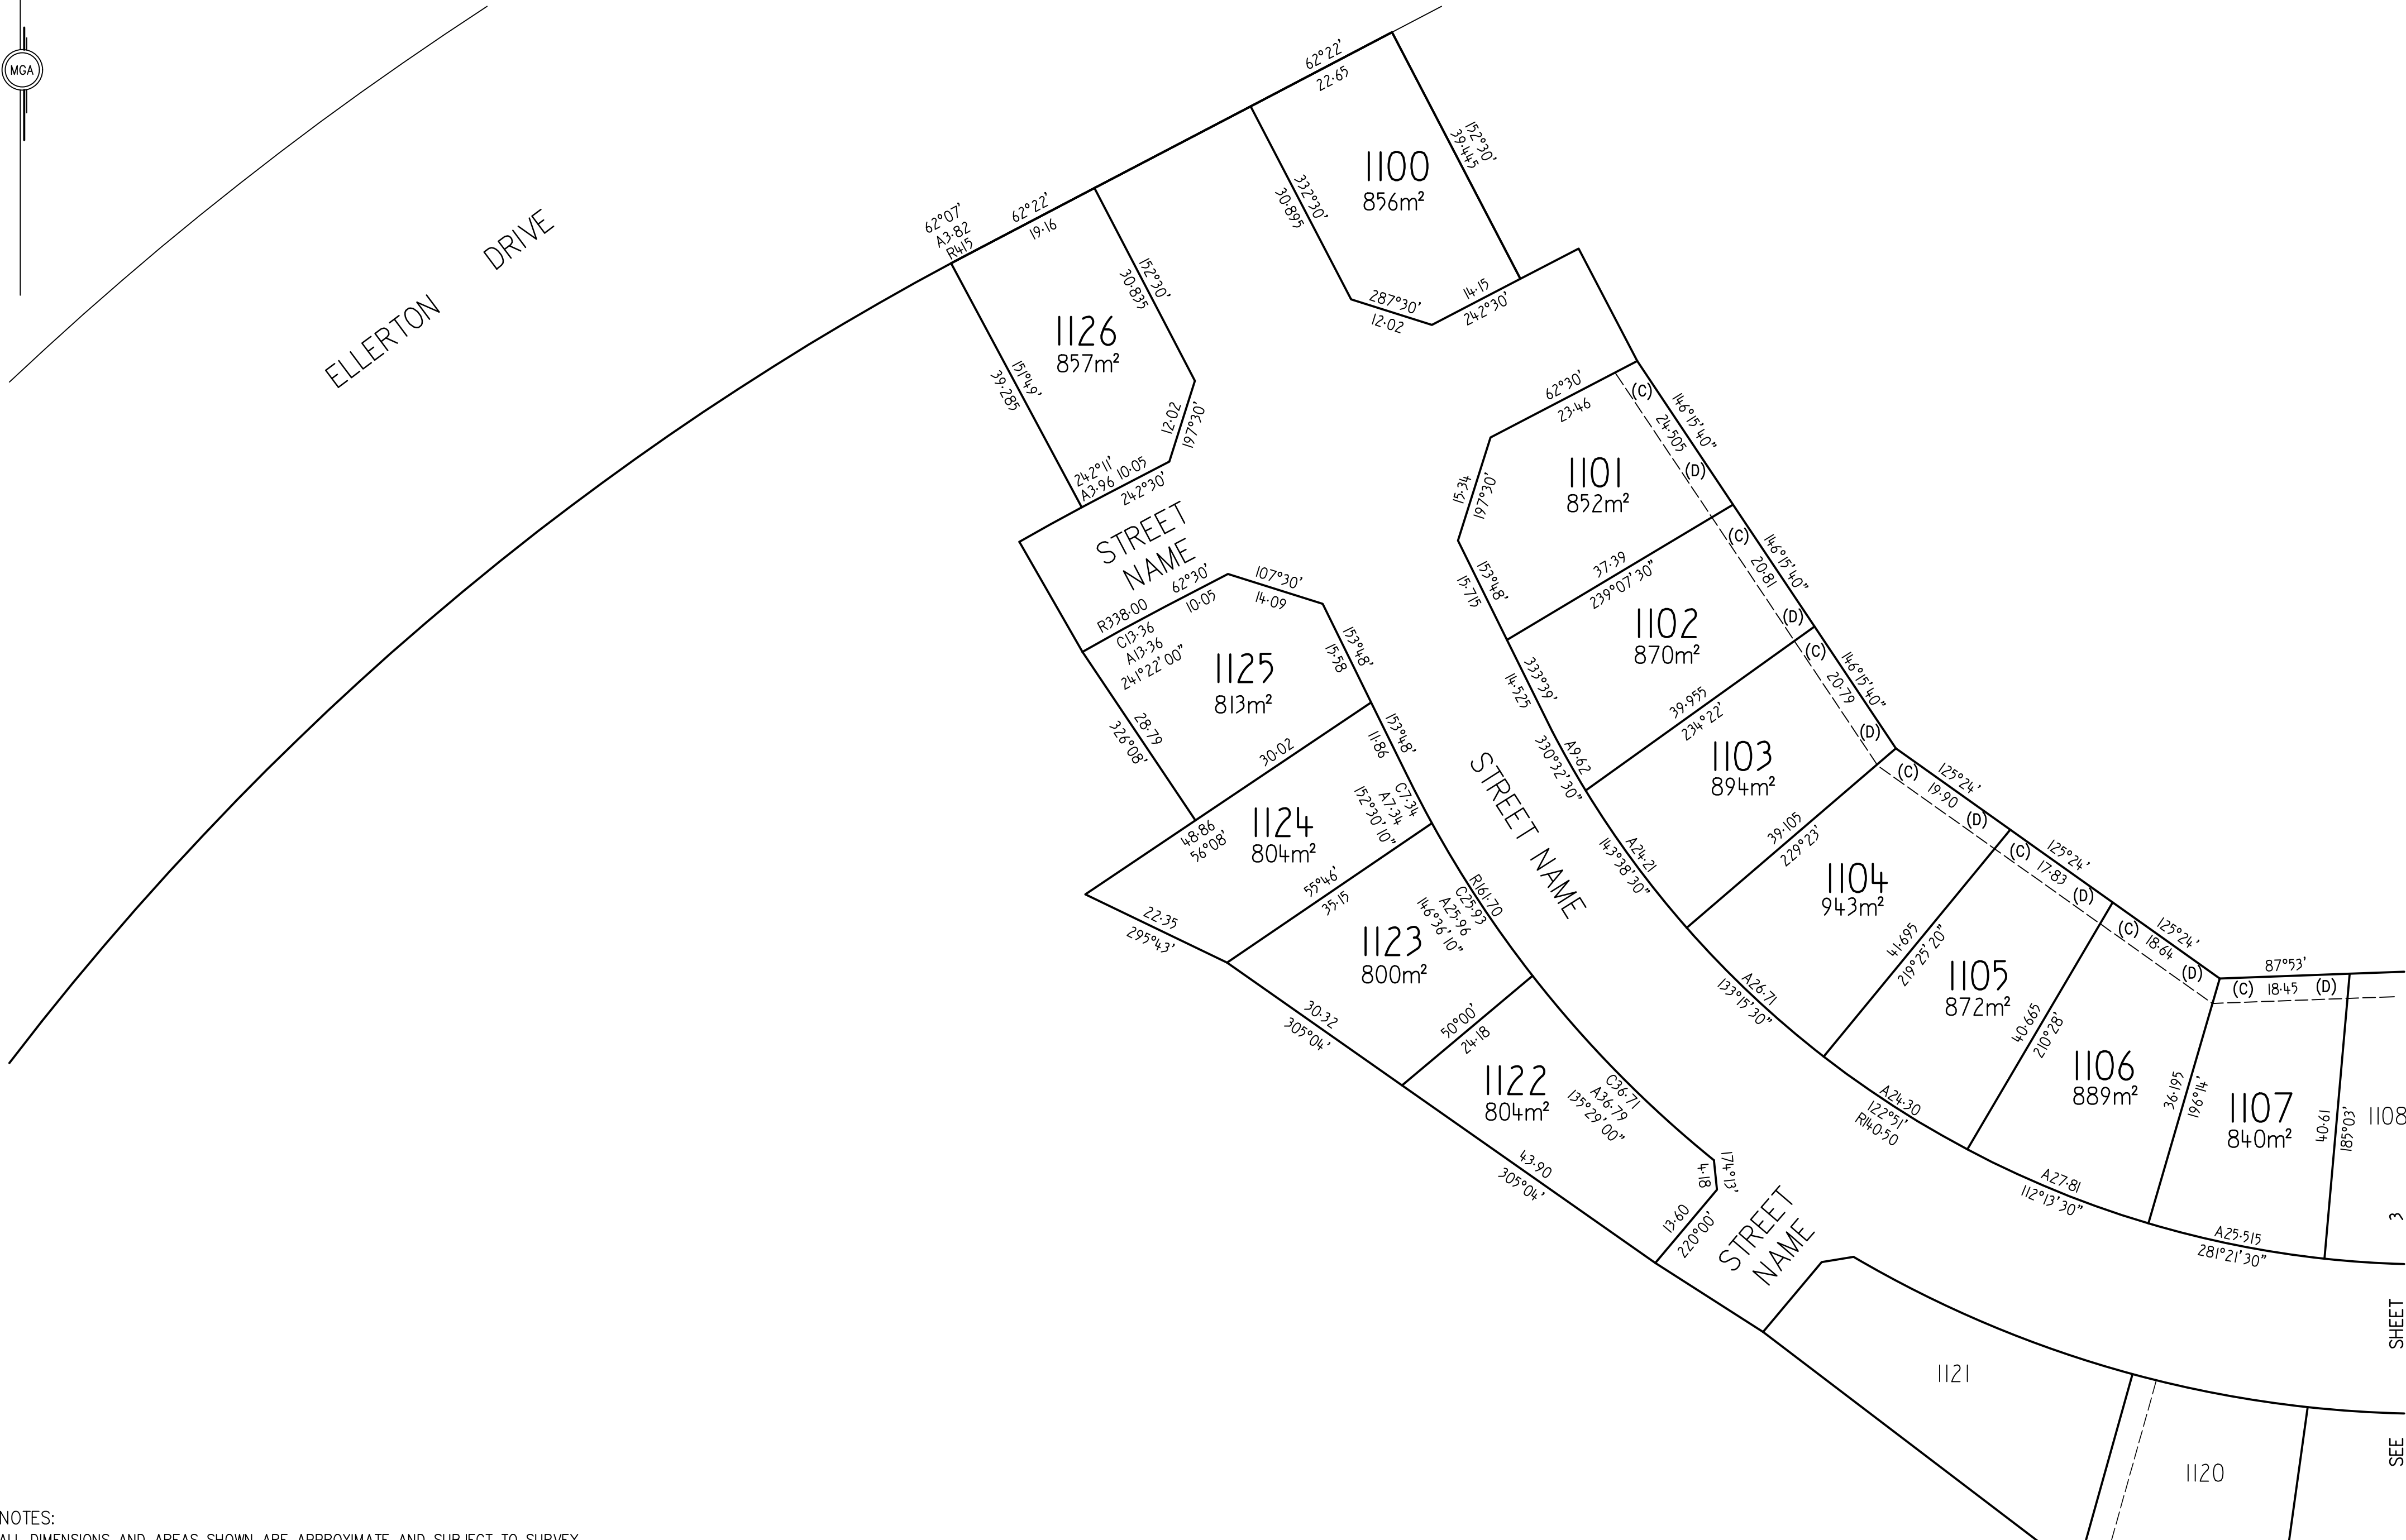 MGA
ELLERTON DRIVE
62°22'
22·65
152°30'
39·445
1100
856m²
332°30'
30·895
287°30'
12·02
14·15
242°30'
62°07'
A3·82
R415
62°22'
19·16
152°30'
30·835
1126
857m²
151°49'
39·285
12·02
197°30'
242°11'
A3·96 10·05
242°30'
STREET
NAME
62°30'
23·46
(C)
146°15'40"
24·505
(D)
1101
852m²
15·34
197°30'
153°48'
15·715
37·39
239°07'30"
(C)
146°15'40"
20·81
(D)
1102
870m²
333°39'
14·525
A9·62
330°32'30"
39·955
234°22'
(C)
146°15'40"
20·79
(D)
1103
894m²
A24·21
143°38'30"
39·105
229°23'
R338·00
62°30'
10·05
C13·36
A13·36
241°22'00"
107°30'
14·09
153°48'
15·58
1125
813m²
28·79
326°08'
30·02
153°48'
11·86
C7·34
A7·34
152°30'10"
1124
804m²
48·86
56°08'
22·35
295°43'
55°46'
35·15
STREET NAME
R161·70
C25·93
A25·96
146°36'10"
1123
800m²
30·32
305°04'
50°00'
24·18
(C)
125°24'
19·90
(D)
1104
943m²
A26·71
133°15'30"
41·695
219°25'20"
(C)
125°24'
17·83
(D)
1105
872m²
A24·30
122°51'
R140·50
40·665
210°28'
(C)
125°24'
18·64
(D)
1106
889m²
A27·81
112°13'30"
36·195
196°14'
87°53'
(C) 18·45 (D)
1107
840m²
A25·515
281°21'30"
40·61
185°03'
1108
1122
804m²
C36·71
A36·79
135°29'00"
43·90
305°04'
4·18
174°13'
13·60
220°00'
STREET
NAME
1121
1120
SEE SHEET 3
NOTES:
ALL DIMENSIONS AND AREAS SHOWN ARE APPROXIMATE AND SUBJECT TO SURVEY